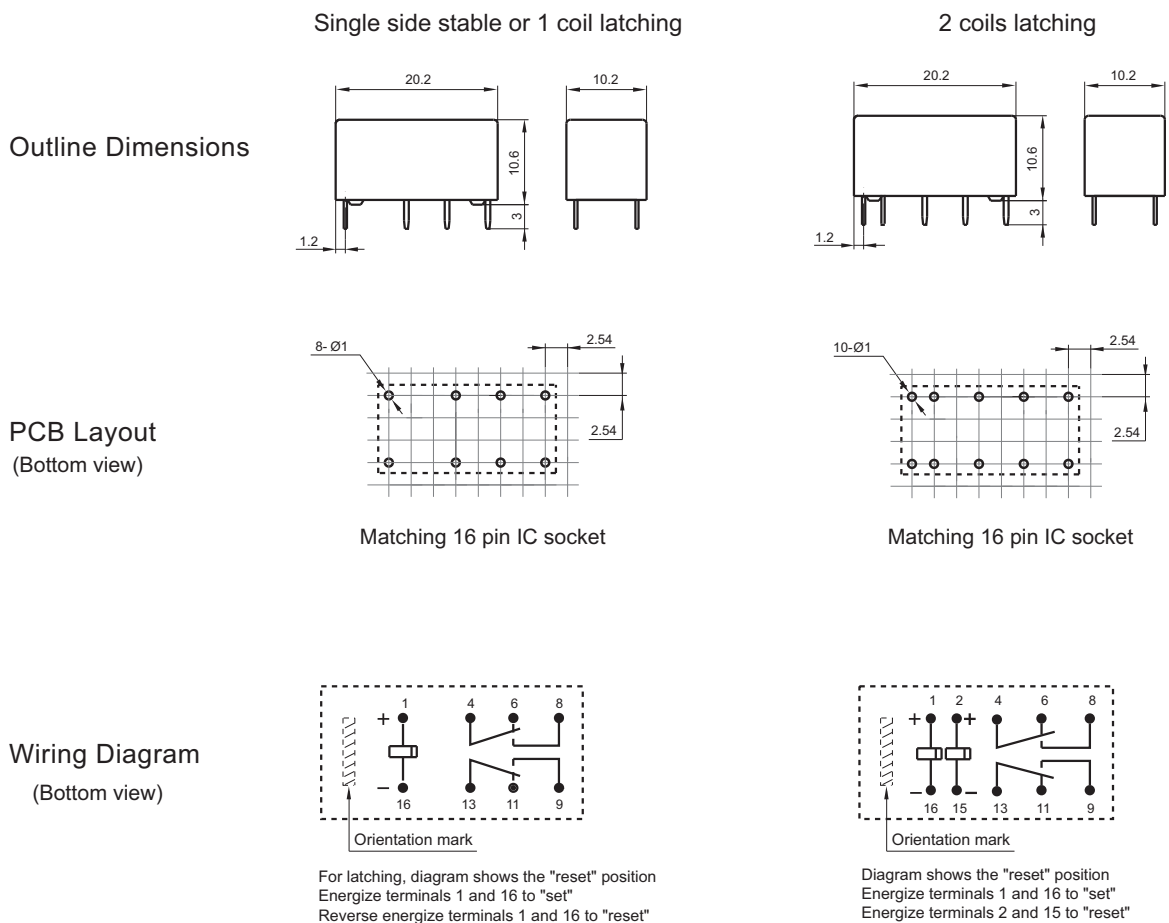 Single side stable or 1 coil latching
2 coils latching
Outline Dimensions
20.2
10.2
10.6
3
1.2
20.2
10.2
10.6
3
1.2
PCB Layout
(Bottom view)
8- Ø1
2.54
2.54
10-Ø1
2.54
2.54
Matching 16 pin IC socket
Matching 16 pin IC socket
Wiring Diagram
(Bottom view)
1 4 6 8
+
−
16 13 11 9
Orientation mark
For latching, diagram shows the "reset" position
Energize terminals 1 and 16 to "set"
Reverse energize terminals 1 and 16 to "reset"
1 2 4 6 8
+ +
− −
16 15 13 11 9
Orientation mark
Diagram shows the "reset" position
Energize terminals 1 and 16 to "set"
Energize terminals 2 and 15 to "reset"